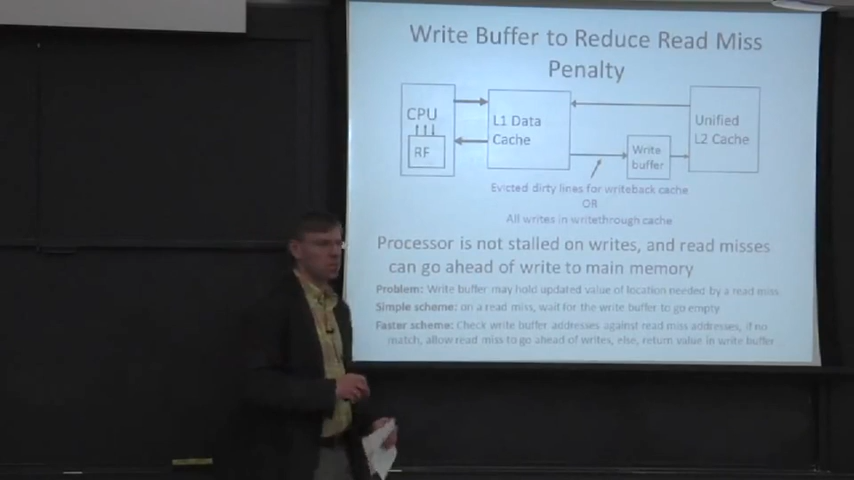 Write Buffer to Reduce Read Miss
Penalty
CPU
RF
L1 Data
Cache
Write
buffer
Unified
L2 Cache
Evicted dirty lines for writeback cache
OR
All writes in writethrough cache
Processor is not stalled on writes, and read misses
can go ahead of write to main memory
Problem: Write buffer may hold updated value of location needed by a read miss
Simple scheme: on a read miss, wait for the write buffer to go empty
Faster scheme: Check write buffer addresses against read miss addresses, if no
match, allow read miss to go ahead of writes, else, return value in write buffer